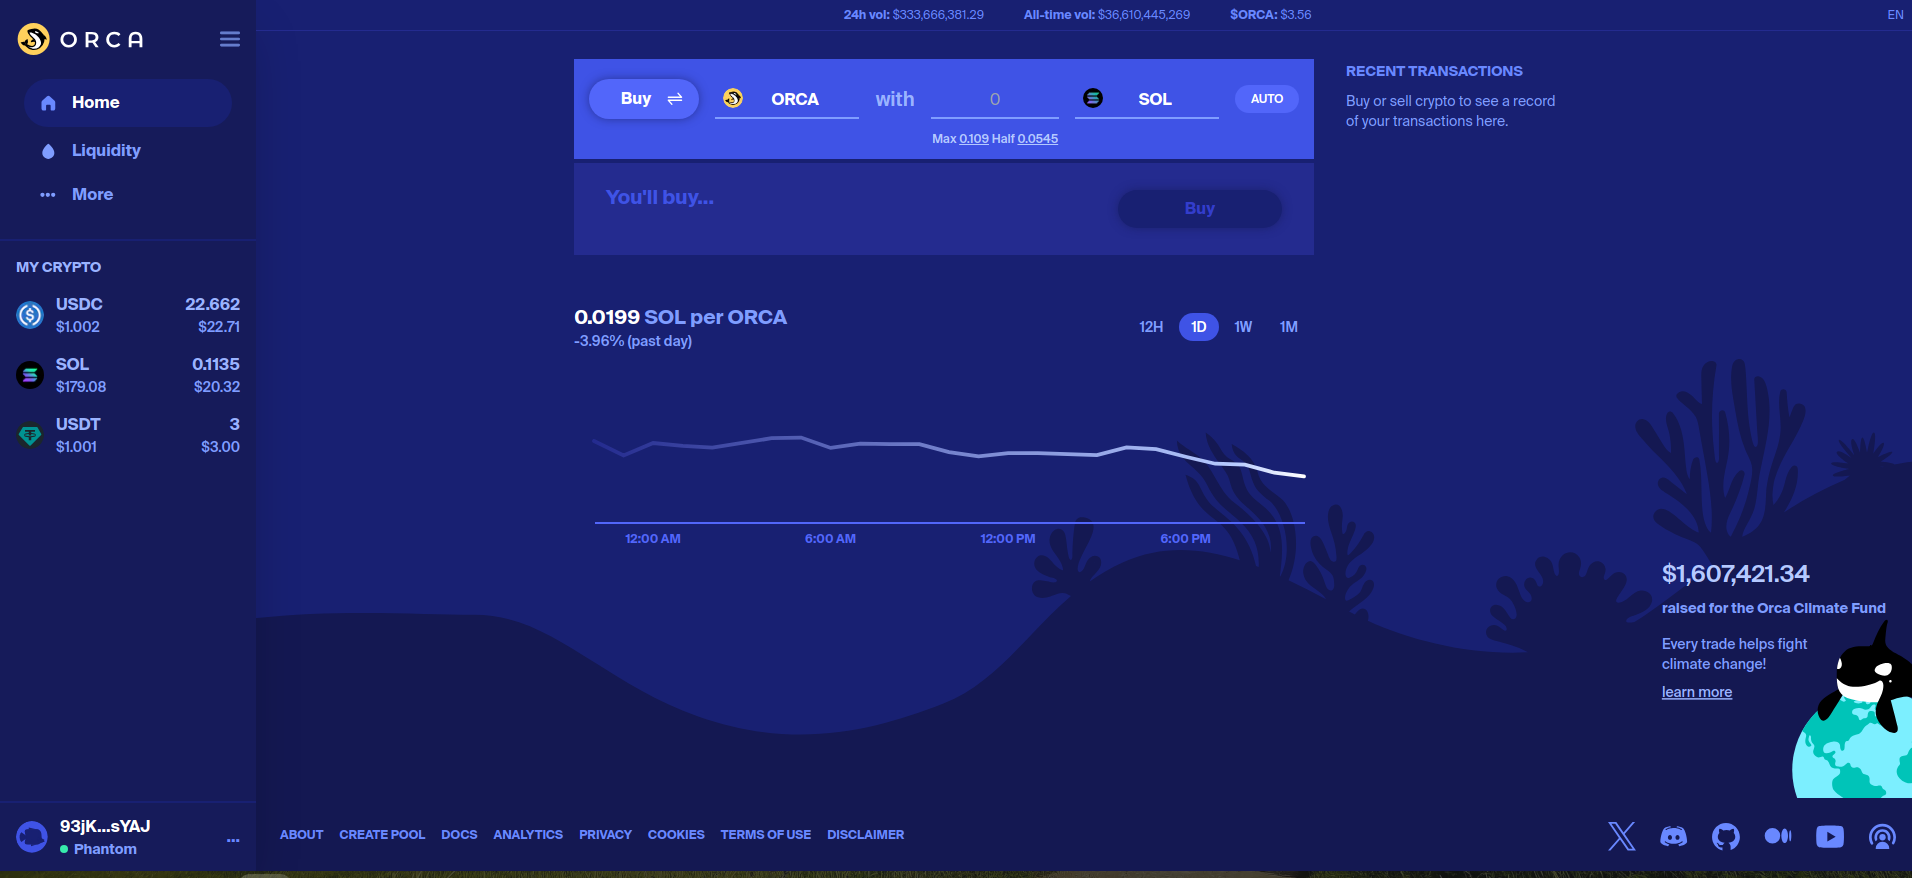 24h vol: $333,666,381.29 All-time vol: $36,610,445,269 $ORCA: $3.56 EN
ORCA
Home
Liquidity
More
MY CRYPTO
USDC 22.662
$1.002 $22.71
SOL 0.1135
$179.08 $20.32
USDT 3
$1.001 $3.00
93jK...sYAJ
Phantom
Buy ORCA with 0 SOL AUTO
Max 0.109 Half 0.0545
You'll buy...
Buy
RECENT TRANSACTIONS
Buy or sell crypto to see a record
of your transactions here.
0.0199 SOL per ORCA
-3.96% (past day)
12H 1D 1W 1M
12:00 AM 6:00 AM 12:00 PM 6:00 PM
$1,607,421.34
raised for the Orca Climate Fund
Every trade helps fight
climate change!
learn more
ABOUT CREATE POOL DOCS ANALYTICS PRIVACY COOKIES TERMS OF USE DISCLAIMER